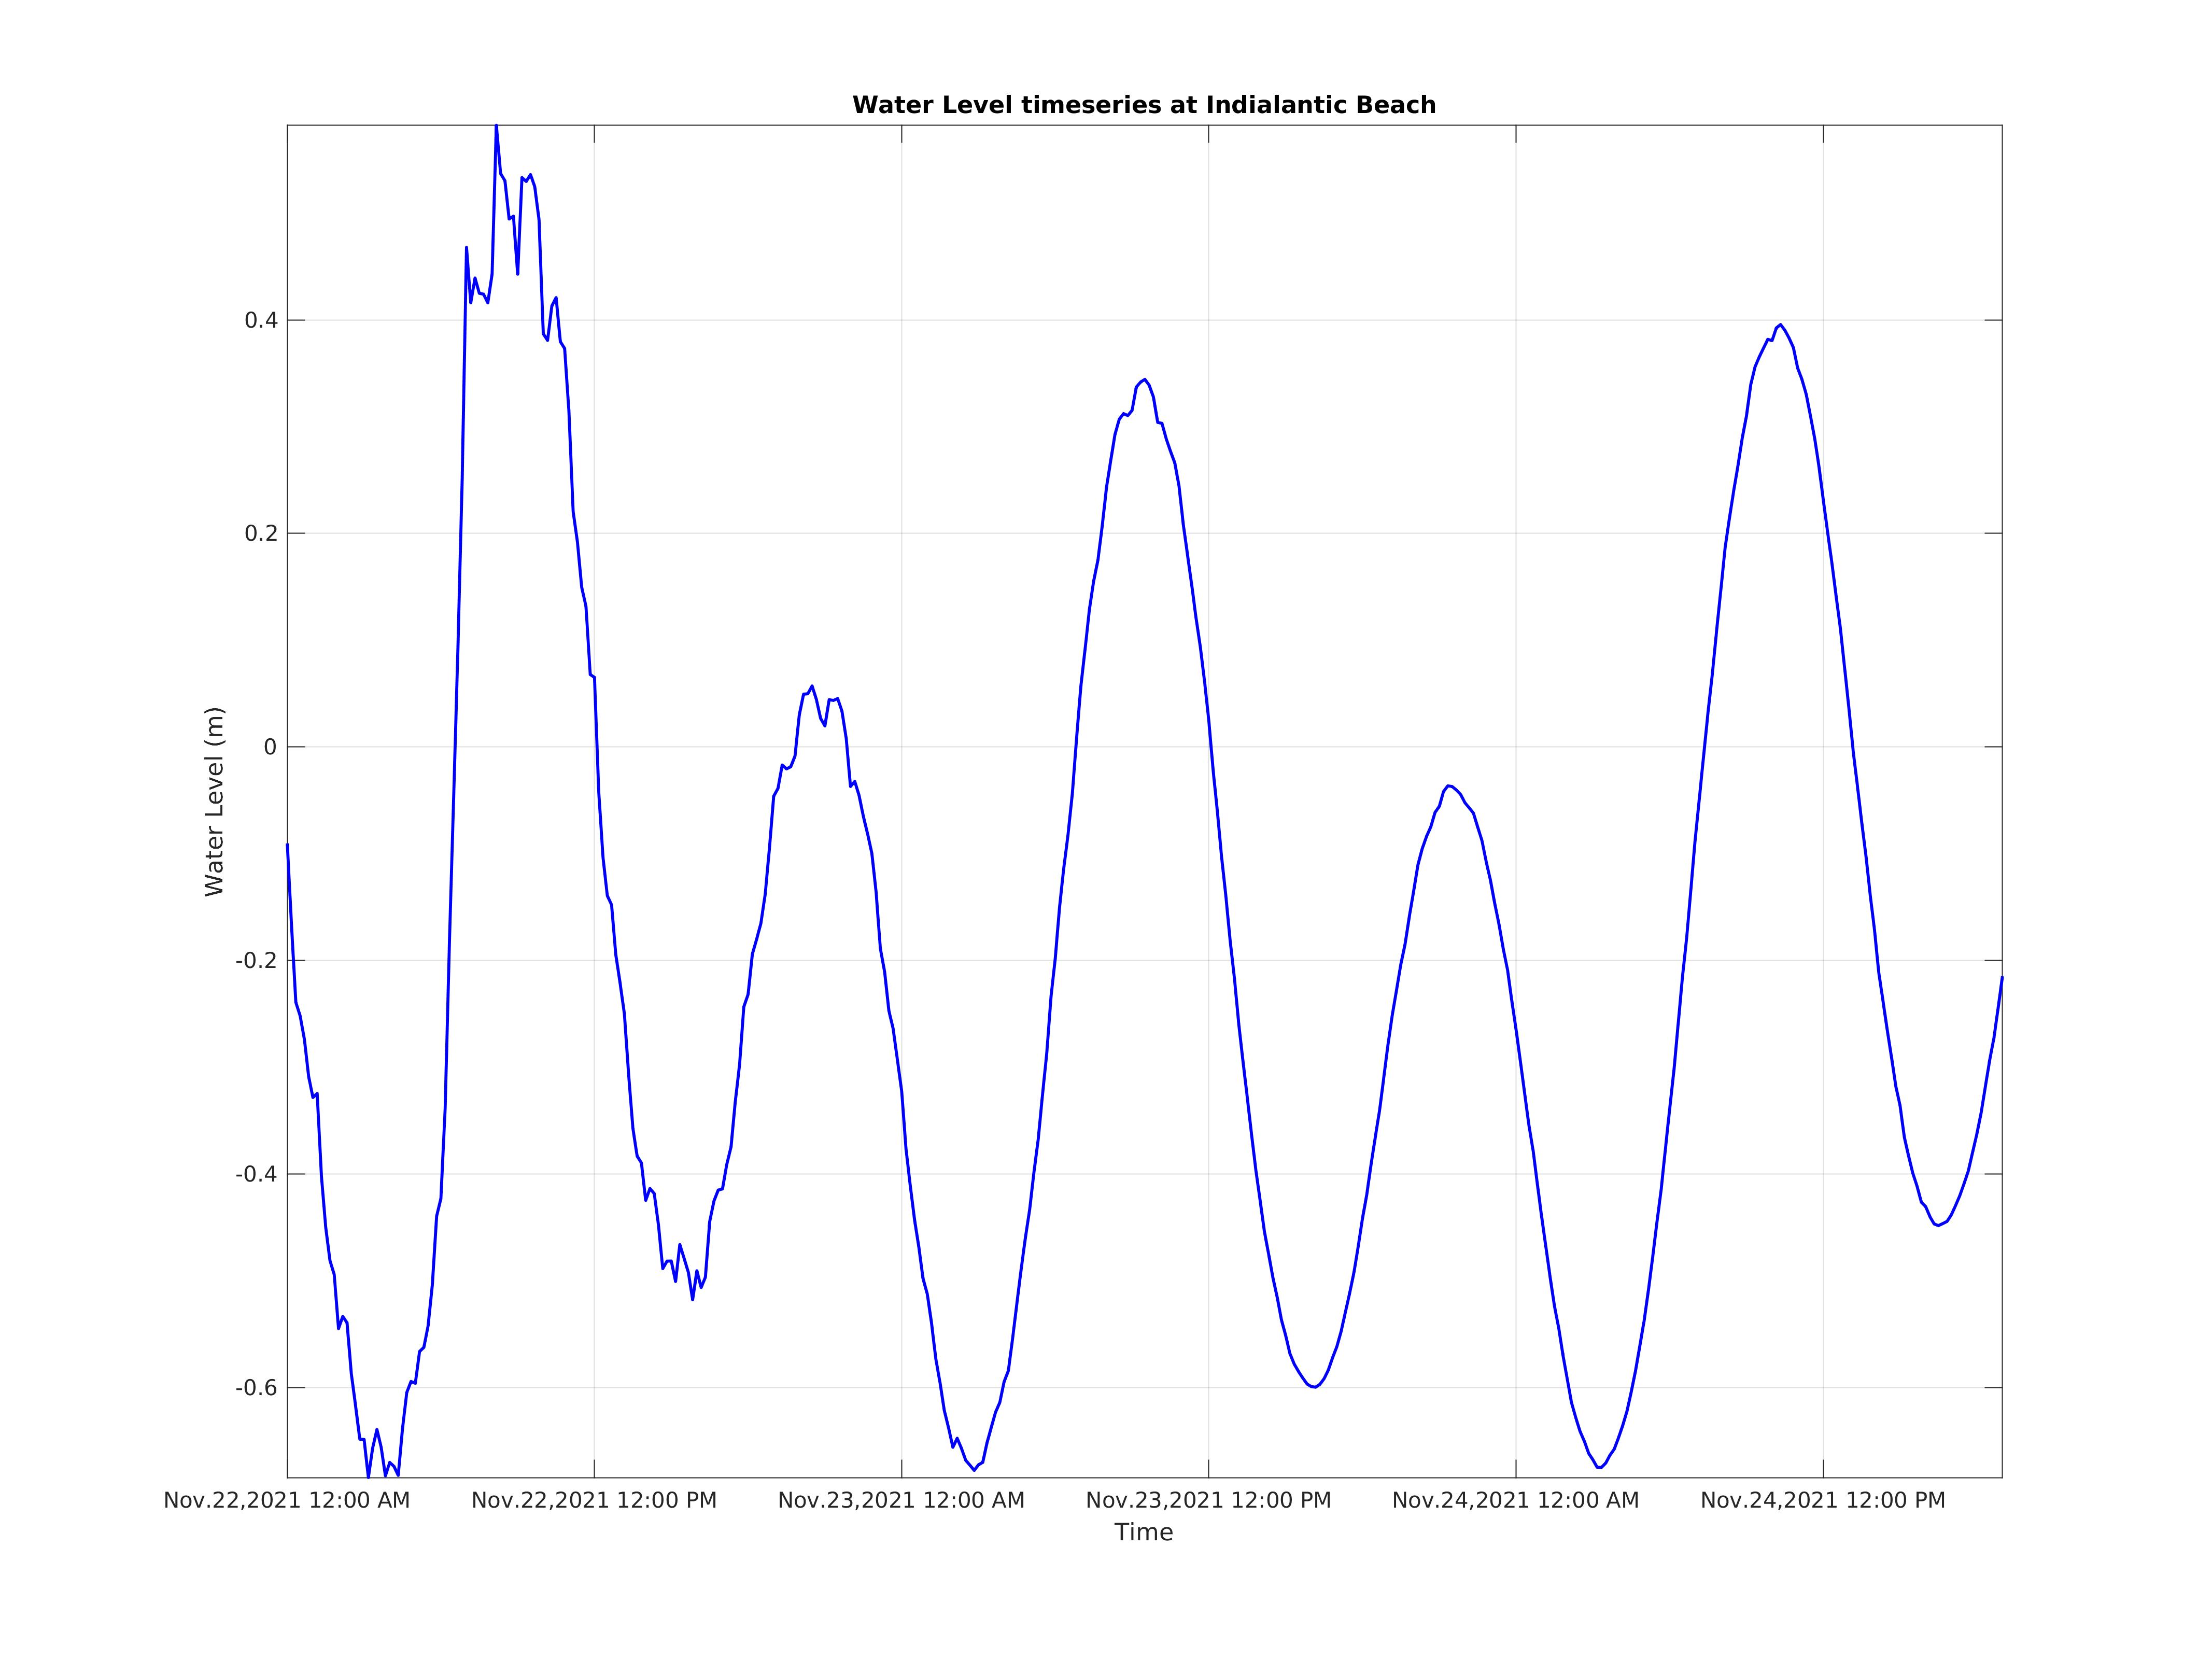 Water Level timeseries at Indialantic Beach
0.4
0.2
0
-0.2
-0.4
-0.6
Water Level (m)
Nov.22,2021 12:00 AM
Nov.22,2021 12:00 PM
Nov.23,2021 12:00 AM
Nov.23,2021 12:00 PM
Nov.24,2021 12:00 AM
Nov.24,2021 12:00 PM
Time